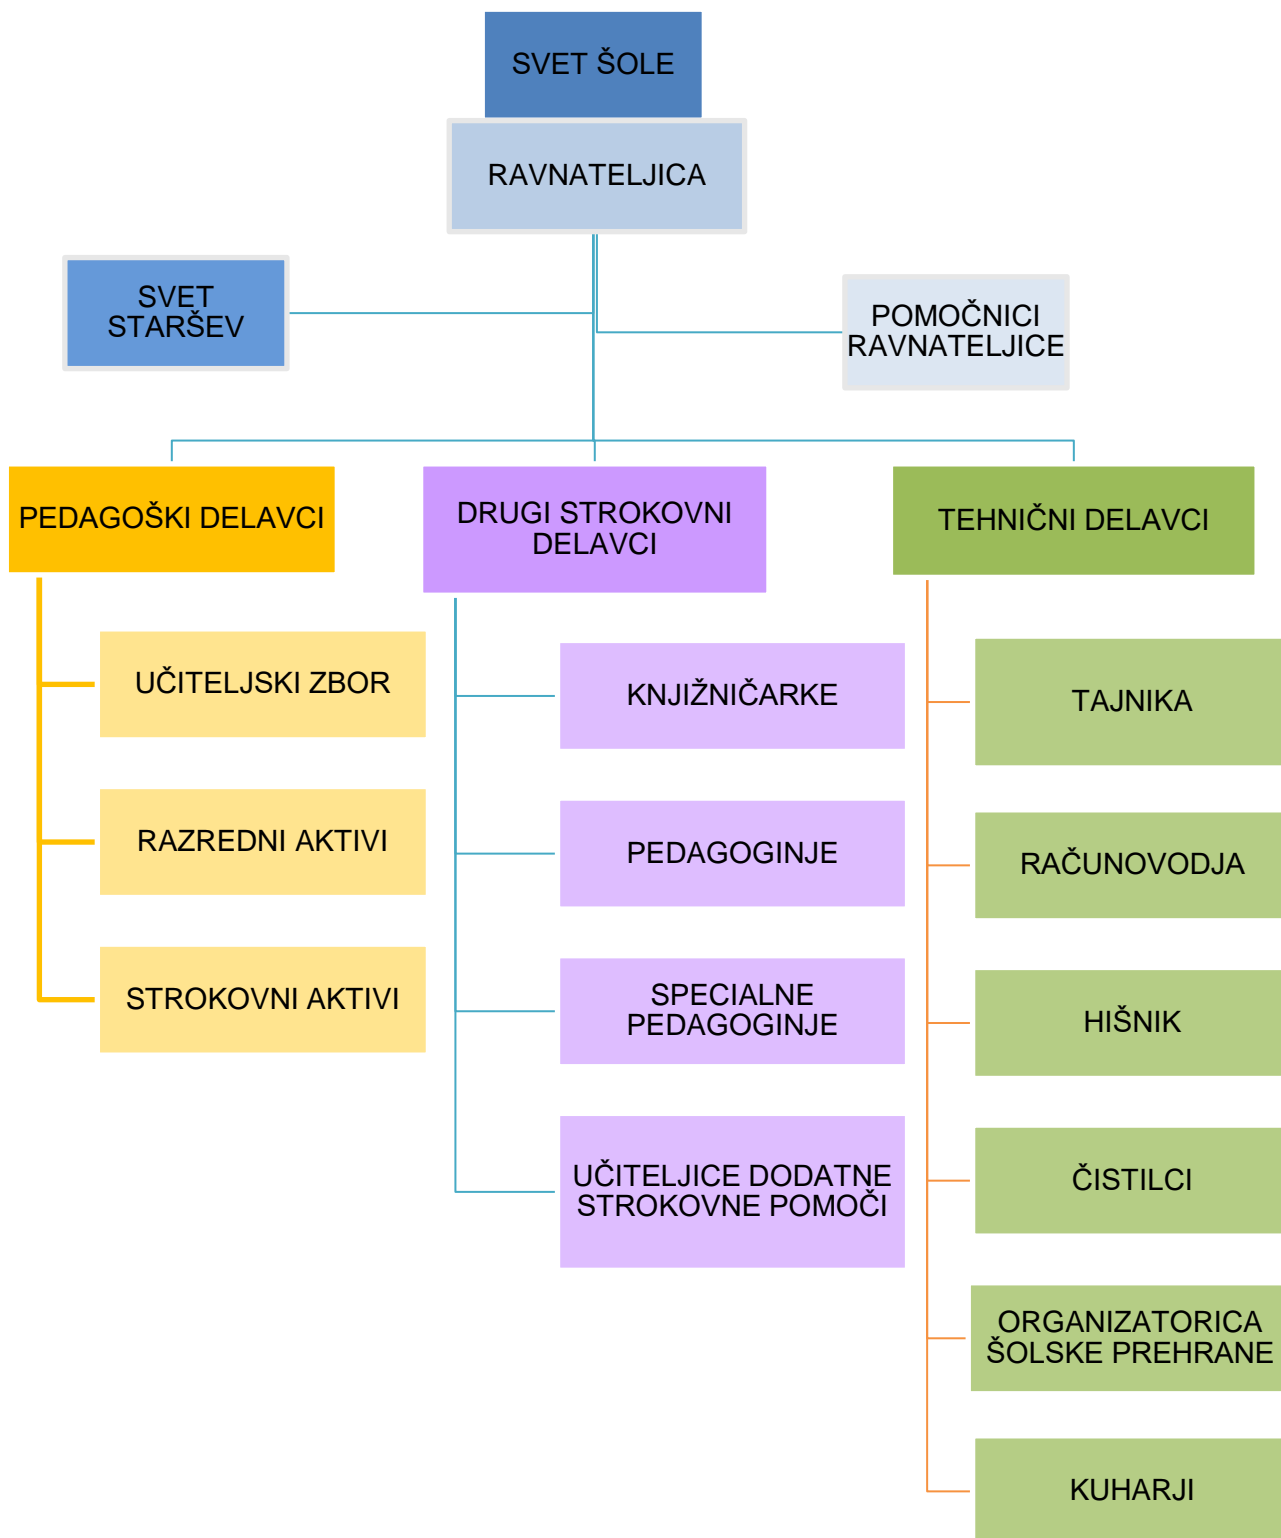 SVET ŠOLE
RAVNATELJICA
SVET
STARŠEV
POMOČNICI
RAVNATELJICE
PEDAGOŠKI DELAVCI
UČITELJSKI ZBOR
RAZREDNI AKTIVI
STROKOVNI AKTIVI
DRUGI STROKOVNI
DELAVCI
KNJIŽNIČARKE
PEDAGOGINJE
SPECIALNE
PEDAGOGINJE
UČITELJICE DODATNE
STROKOVNE POMOČI
TEHNIČNI DELAVCI
TAJNIKA
RAČUNOVODJA
HIŠNIK
ČISTILCI
ORGANIZATORICA
ŠOLSKE PREHRANE
KUHARJI